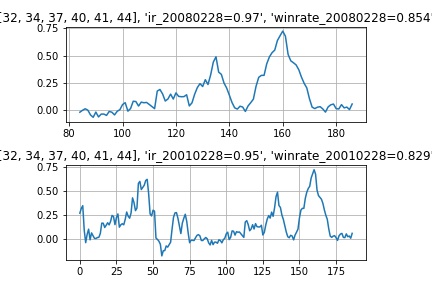 [32, 34, 37, 40, 41, 44], 'ir_20080228=0.97', 'winrate_20080228=0.854'
0.75
0.50
0.25
0.00
80 100 120 140 160 180
[32, 34, 37, 40, 41, 44], 'ir_20010228=0.95', 'winrate_20010228=0.829'
0.75
0.50
0.25
0.00
0 25 50 75 100 125 150 175